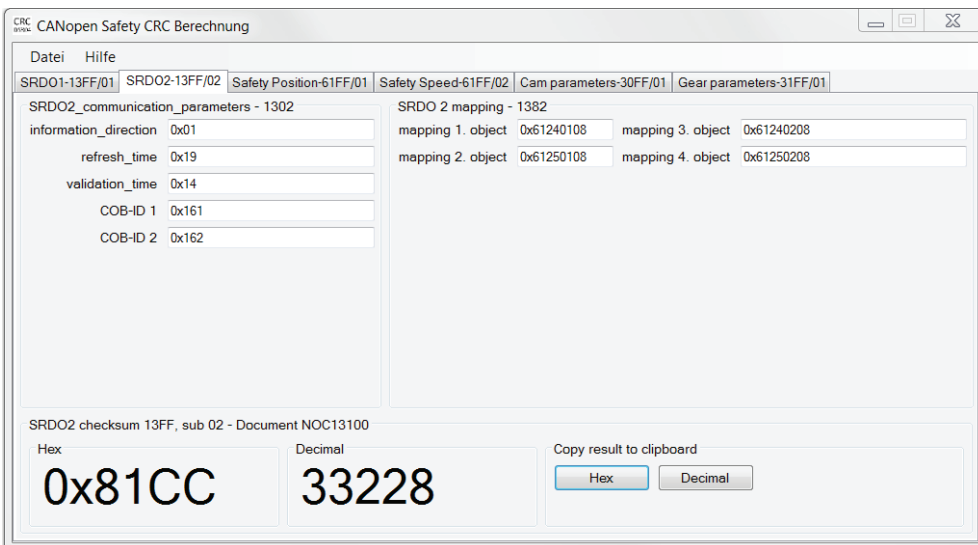 CRC CANopen Safety CRC Berechnung
Datei Hilfe
SRDO1-13FF/01 SRDO2-13FF/02 Safety Position-61FF/01 Safety Speed-61FF/02 Cam parameters-30FF/01 Gear parameters-31FF/01
SRDO2_communication_parameters - 1302
information_direction 0x01
refresh_time 0x19
validation_time 0x14
COB-ID 1 0x161
COB-ID 2 0x162
SRDO 2 mapping - 1382
mapping 1. object 0x61240108 mapping 3. object 0x61240208
mapping 2. object 0x61250108 mapping 4. object 0x61250208
SRDO2 checksum 13FF, sub 02 - Document NOC13100
Hex
0x81CC
Decimal
33228
Copy result to clipboard
Hex Decimal